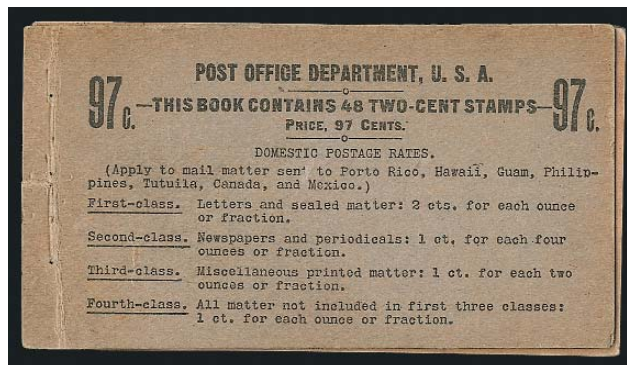 POST OFFICE DEPARTMENT, U. S. A.
97c.—THIS BOOK CONTAINS 48 TWO-CENT STAMPS—97c.
PRICE, 97 CENTS.
DOMESTIC POSTAGE RATES.
(Apply to mail matter sent to Porto Rico, Hawaii, Guam, Philip-
pines, Tutuila, Canada, and Mexico.)
First-class. Letters and sealed matter: 2 cts. for each ounce
or fraction.
Second-class. Newspapers and periodicals: 1 ct. for each four
ounces or fraction.
Third-class. Miscellaneous printed matter: 1 ct. for each two
ounces or fraction.
Fourth-class. All matter not included in first three classes:
1 ct. for each ounce or fraction.